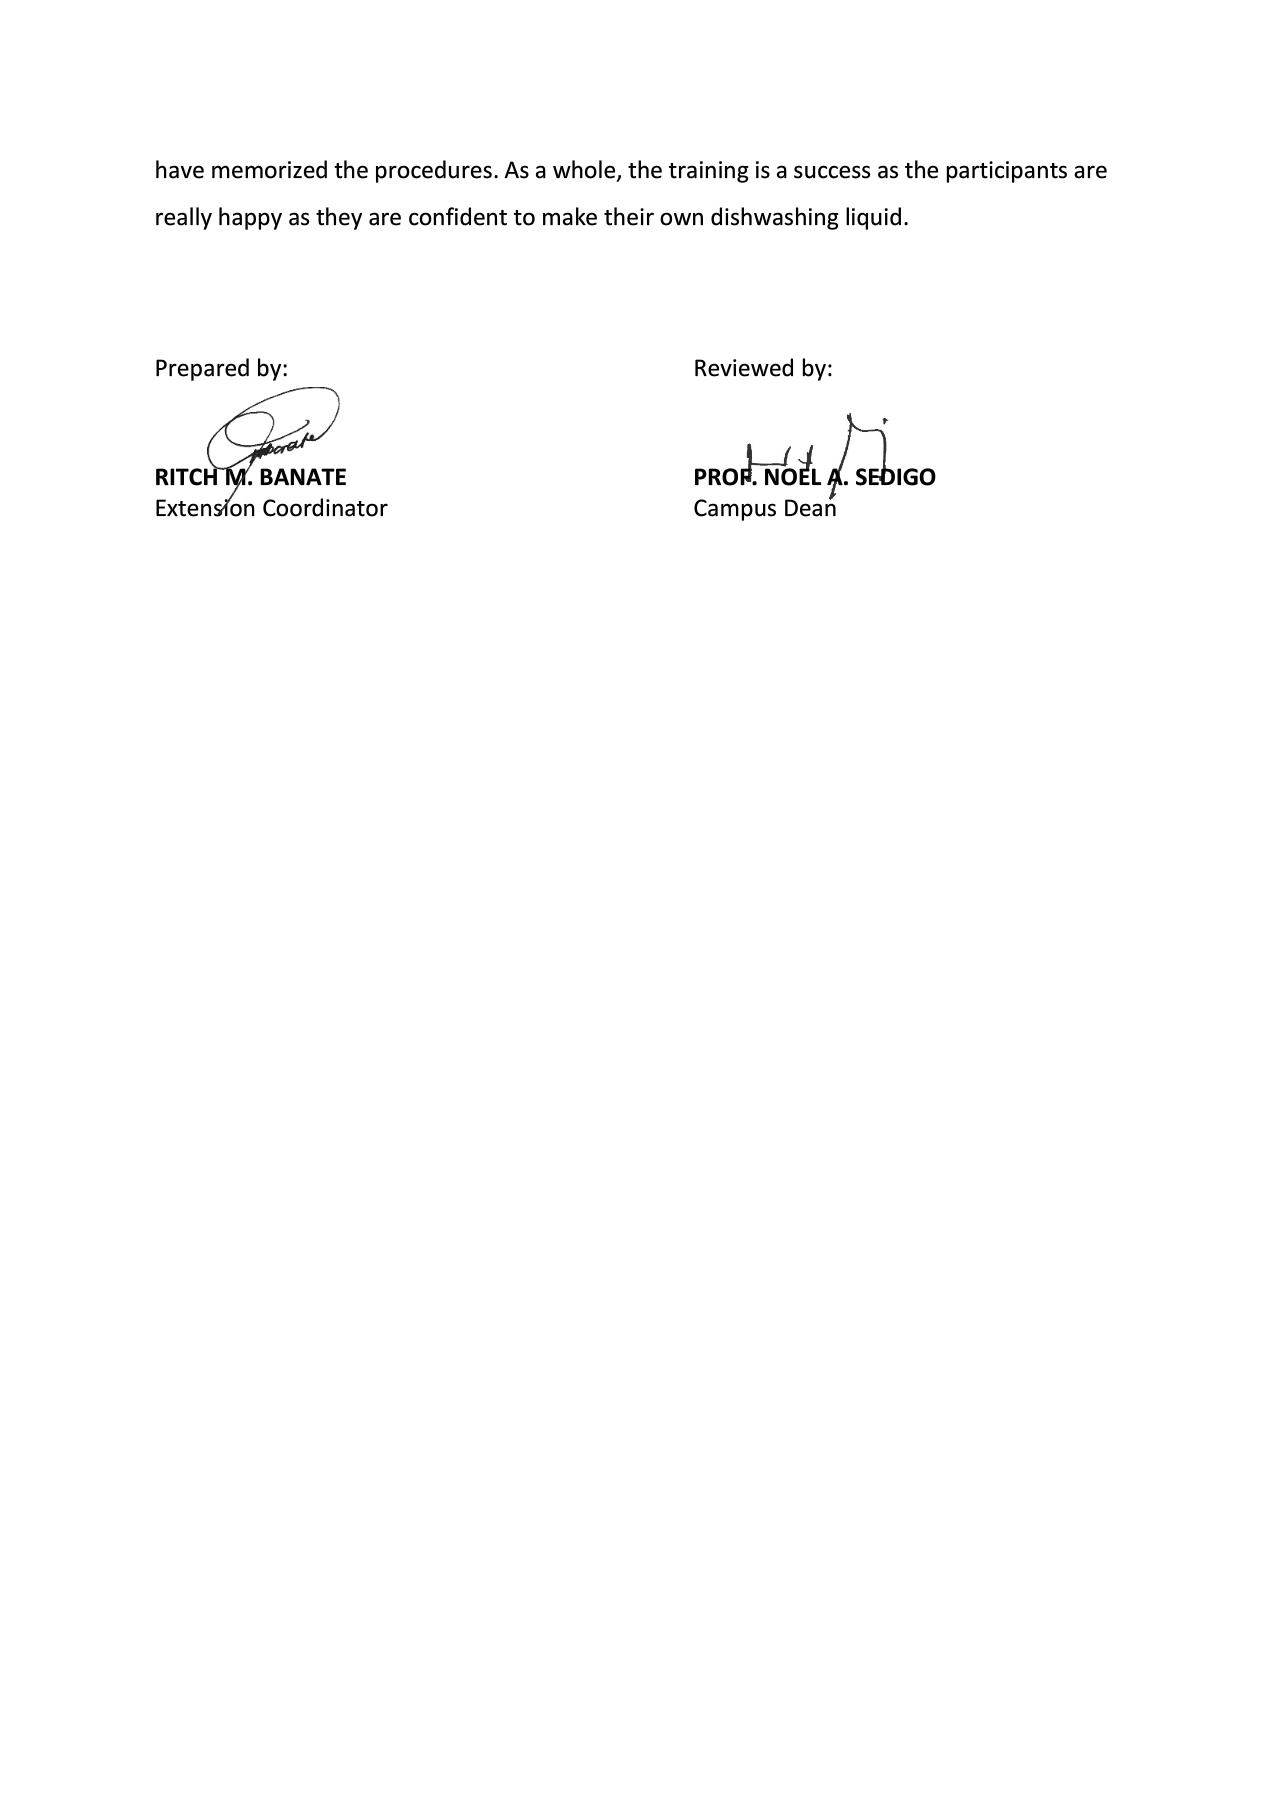 have memorized the procedures. As a whole, the training is a success as the participants are
really happy as they are confident to make their own dishwashing liquid.
Prepared by:
Reviewed by:
RITCH M. BANATE
PROF. NOEL A. SEDIGO
Extension Coordinator
Campus Dean